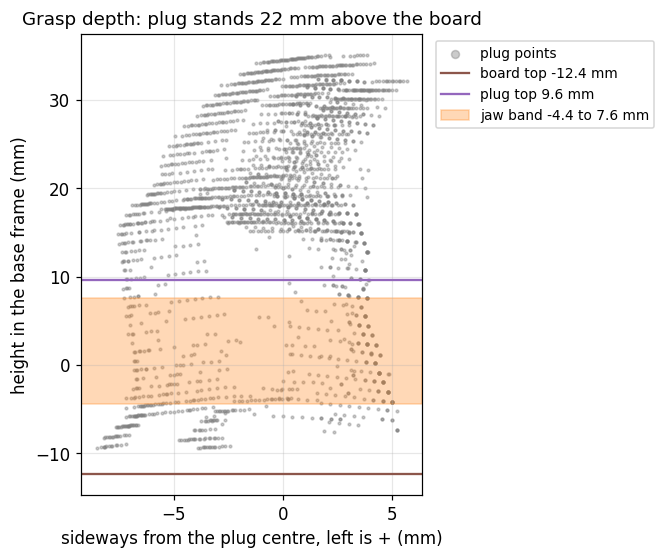 Grasp depth: plug stands 22 mm above the board
plug points
board top -12.4 mm
plug top 9.6 mm
jaw band -4.4 to 7.6 mm
height in the base frame (mm)
30
20
10
0
−10
−5
0
5
sideways from the plug centre, left is + (mm)